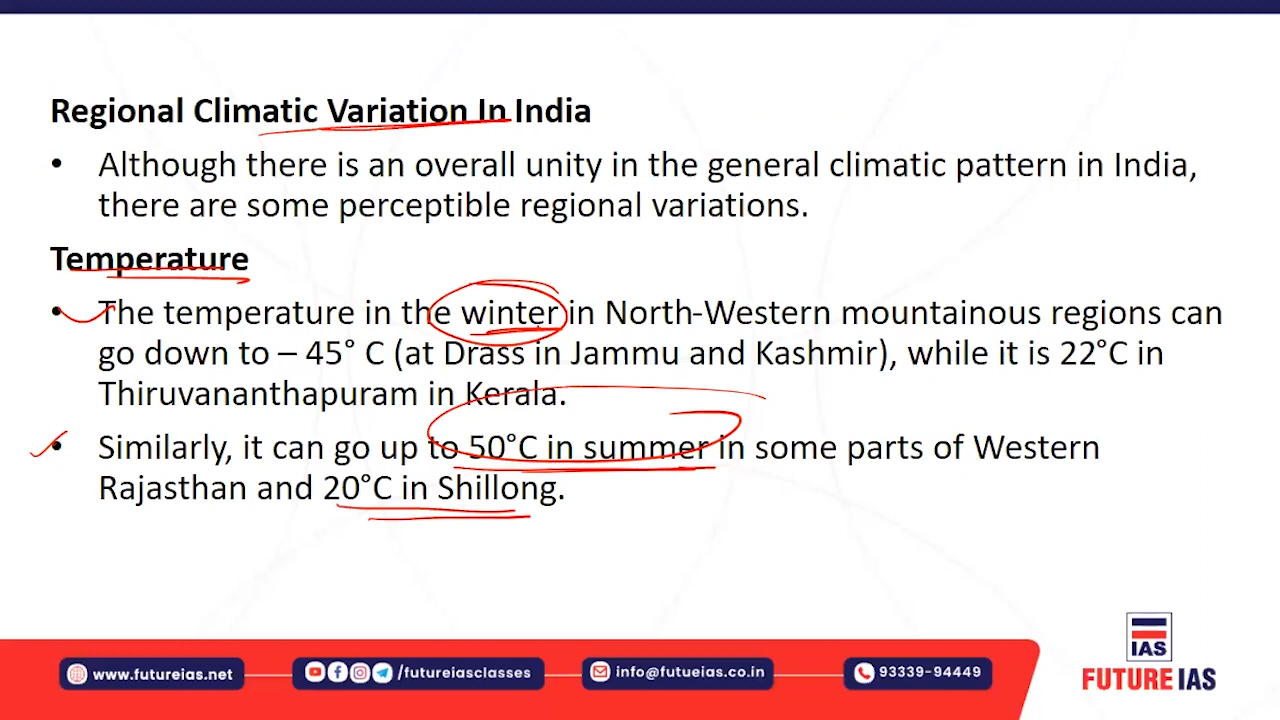 Regional Climatic Variation In India
• Although there is an overall unity in the general climatic pattern in India,
there are some perceptible regional variations.
Temperature
• The temperature in the winter in North-Western mountainous regions can
go down to – 45° C (at Drass in Jammu and Kashmir), while it is 22°C in
Thiruvananthapuram in Kerala.
• Similarly, it can go up to 50°C in summer in some parts of Western
Rajasthan and 20°C in Shillong.
IAS
www.futureias.net
/futureiasclasses
info@futueias.co.in
93339-94449
FUTURE IAS